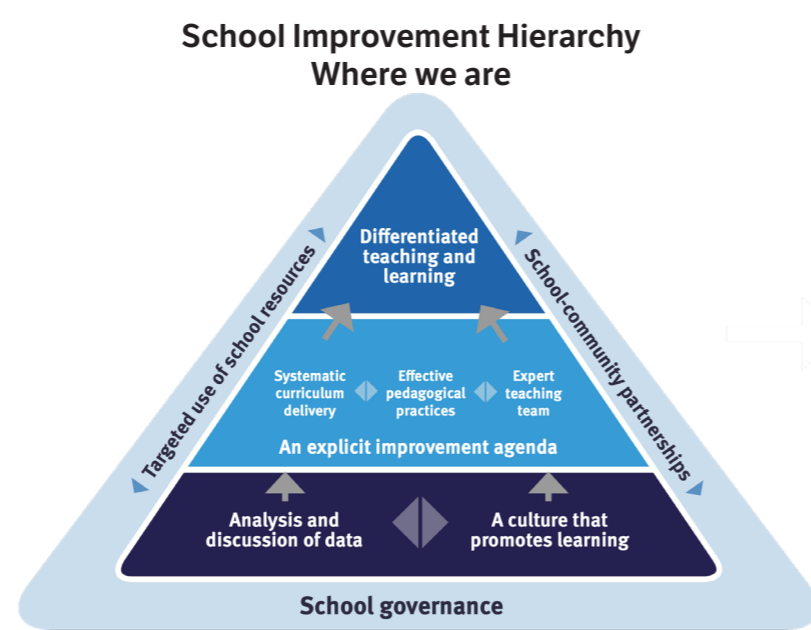 School Improvement Hierarchy
Where we are
Differentiated
teaching and
learning
Targeted use of school resources
School-community partnerships
Systematic
curriculum
delivery
Effective
pedagogical
practices
Expert
teaching
team
An explicit improvement agenda
Analysis and
discussion of data
A culture that
promotes learning
School governance